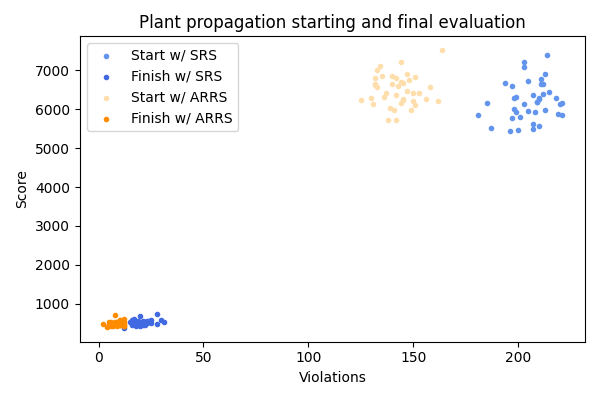 Plant propagation starting and final evaluation
Start w/ SRS
Finish w/ SRS
Start w/ ARRS
Finish w/ ARRS
Score
7000
6000
5000
4000
3000
2000
1000
0 50 100 150 200
Violations